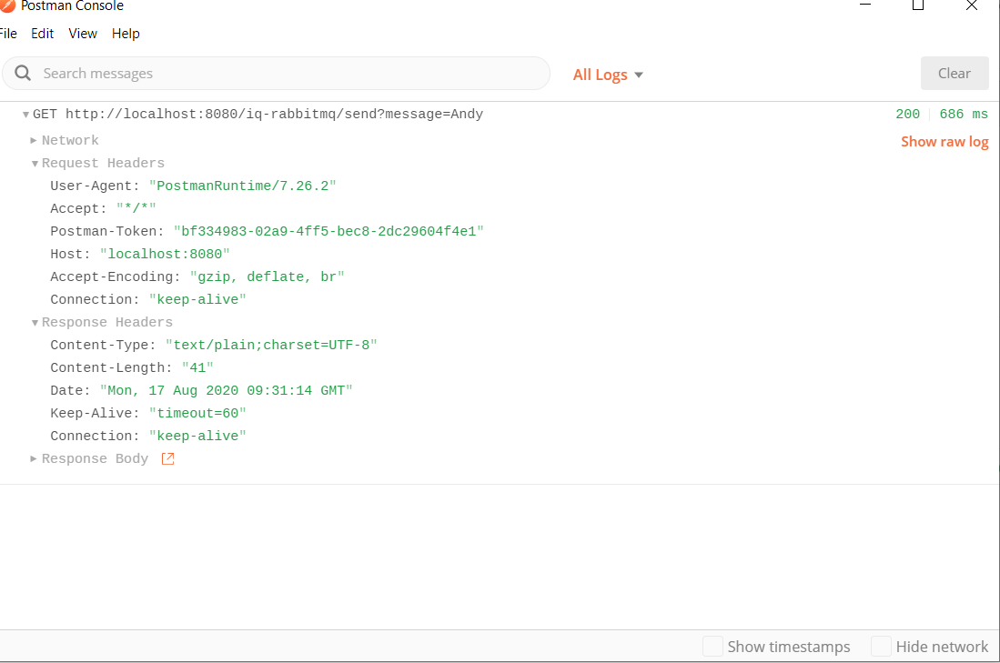 Postman Console
File Edit View Help
Search messages All Logs Clear
GET http://localhost:8080/iq-rabbitmq/send?message=Andy 200 686 ms
Network Show raw log
Request Headers
User-Agent: "PostmanRuntime/7.26.2"
Accept: "*/*"
Postman-Token: "bf334983-02a9-4ff5-bec8-2dc29604f4e1"
Host: "localhost:8080"
Accept-Encoding: "gzip, deflate, br"
Connection: "keep-alive"
Response Headers
Content-Type: "text/plain;charset=UTF-8"
Content-Length: "41"
Date: "Mon, 17 Aug 2020 09:31:14 GMT"
Keep-Alive: "timeout=60"
Connection: "keep-alive"
Response Body
Show timestamps Hide network